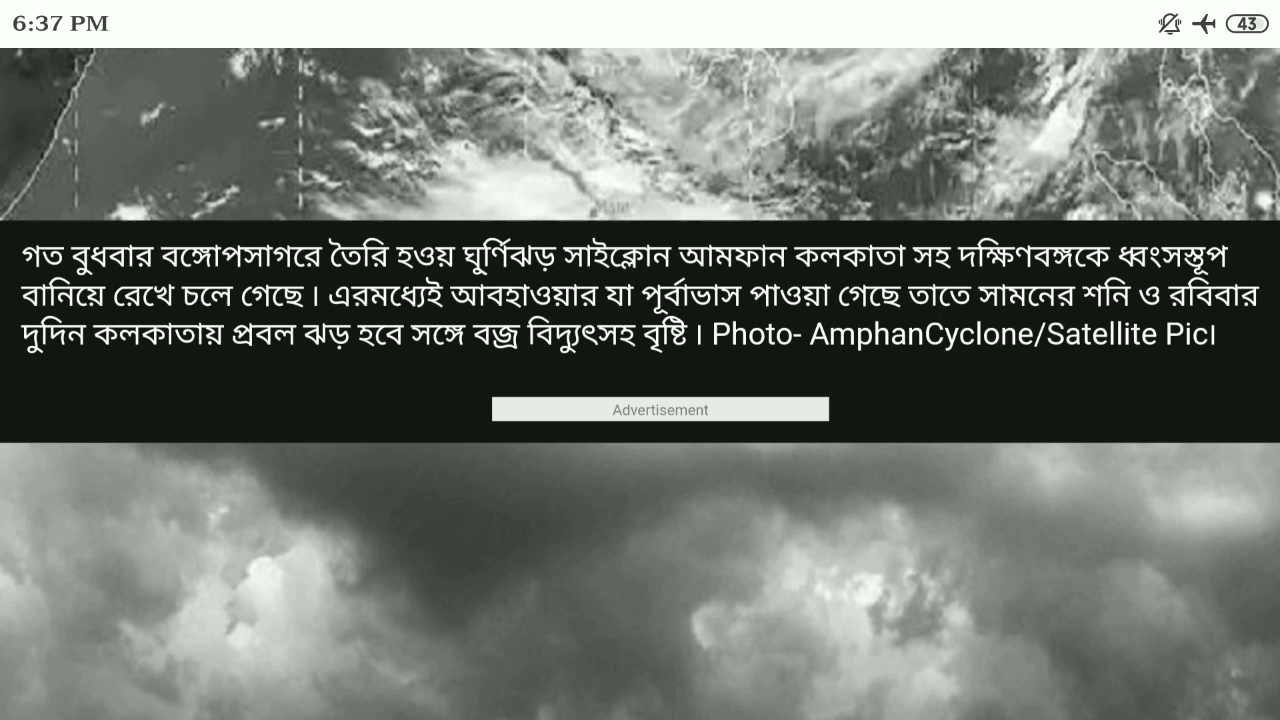 6:37 PM
43
গত বুধবার বঙ্গোপসাগরে তৈরি হওয় ঘুর্ণিঝড় সাইক্লোন আমফান কলকাতা সহ দক্ষিণবঙ্গকে ধ্বংসস্তূপ
বানিয়ে রেখে চলে গেছে । এরমধ্যেই আবহাওয়ার যা পূর্বাভাস পাওয়া গেছে তাতে সামনের শনি ও রবিবার
দুদিন কলকাতায় প্রবল ঝড় হবে সঙ্গে বজ্র বিদ্যুৎসহ বৃষ্টি । Photo- AmphanCyclone/Satellite Pic।
Advertisement